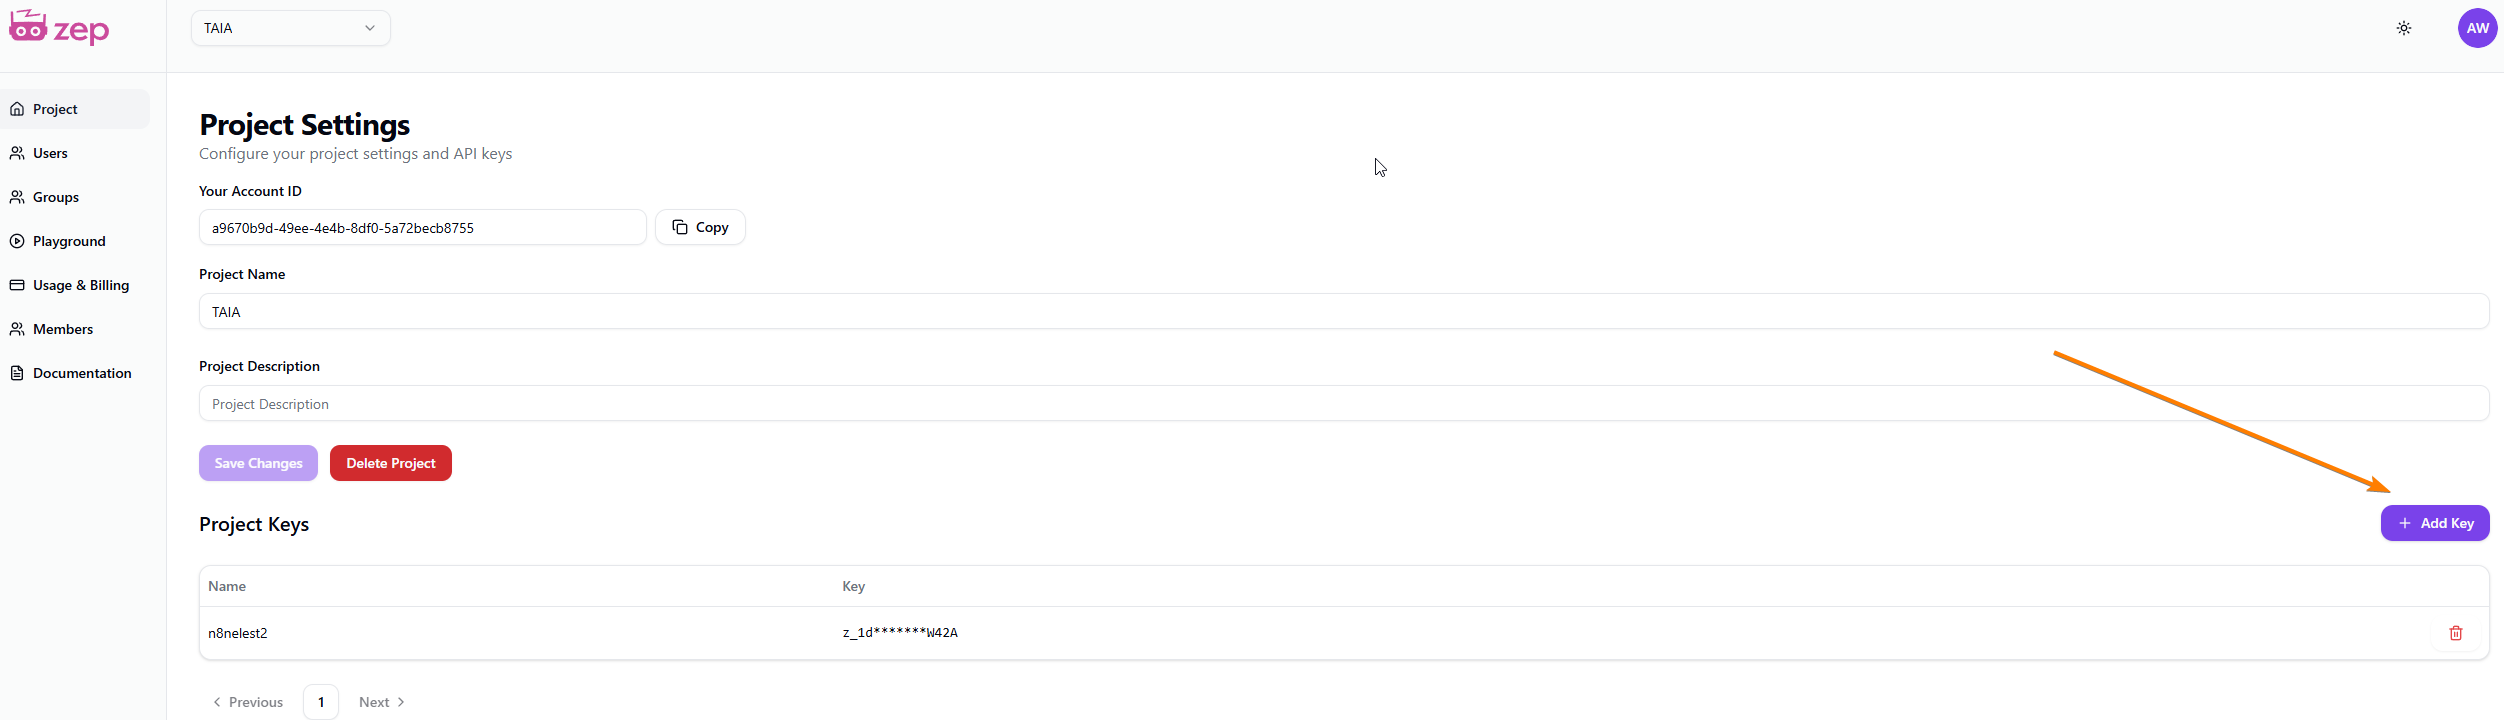 zep
TAIA
AW
Project
Users
Groups
Playground
Usage & Billing
Members
Documentation
Project Settings
Configure your project settings and API keys
Your Account ID
a9670b9d-49ee-4e4b-8df0-5a72becb8755
Copy
Project Name
TAIA
Project Description
Project Description
Save Changes
Delete Project
Project Keys
+ Add Key
Name Key
n8nelest2 z_1d*******W42A
< Previous 1 Next >